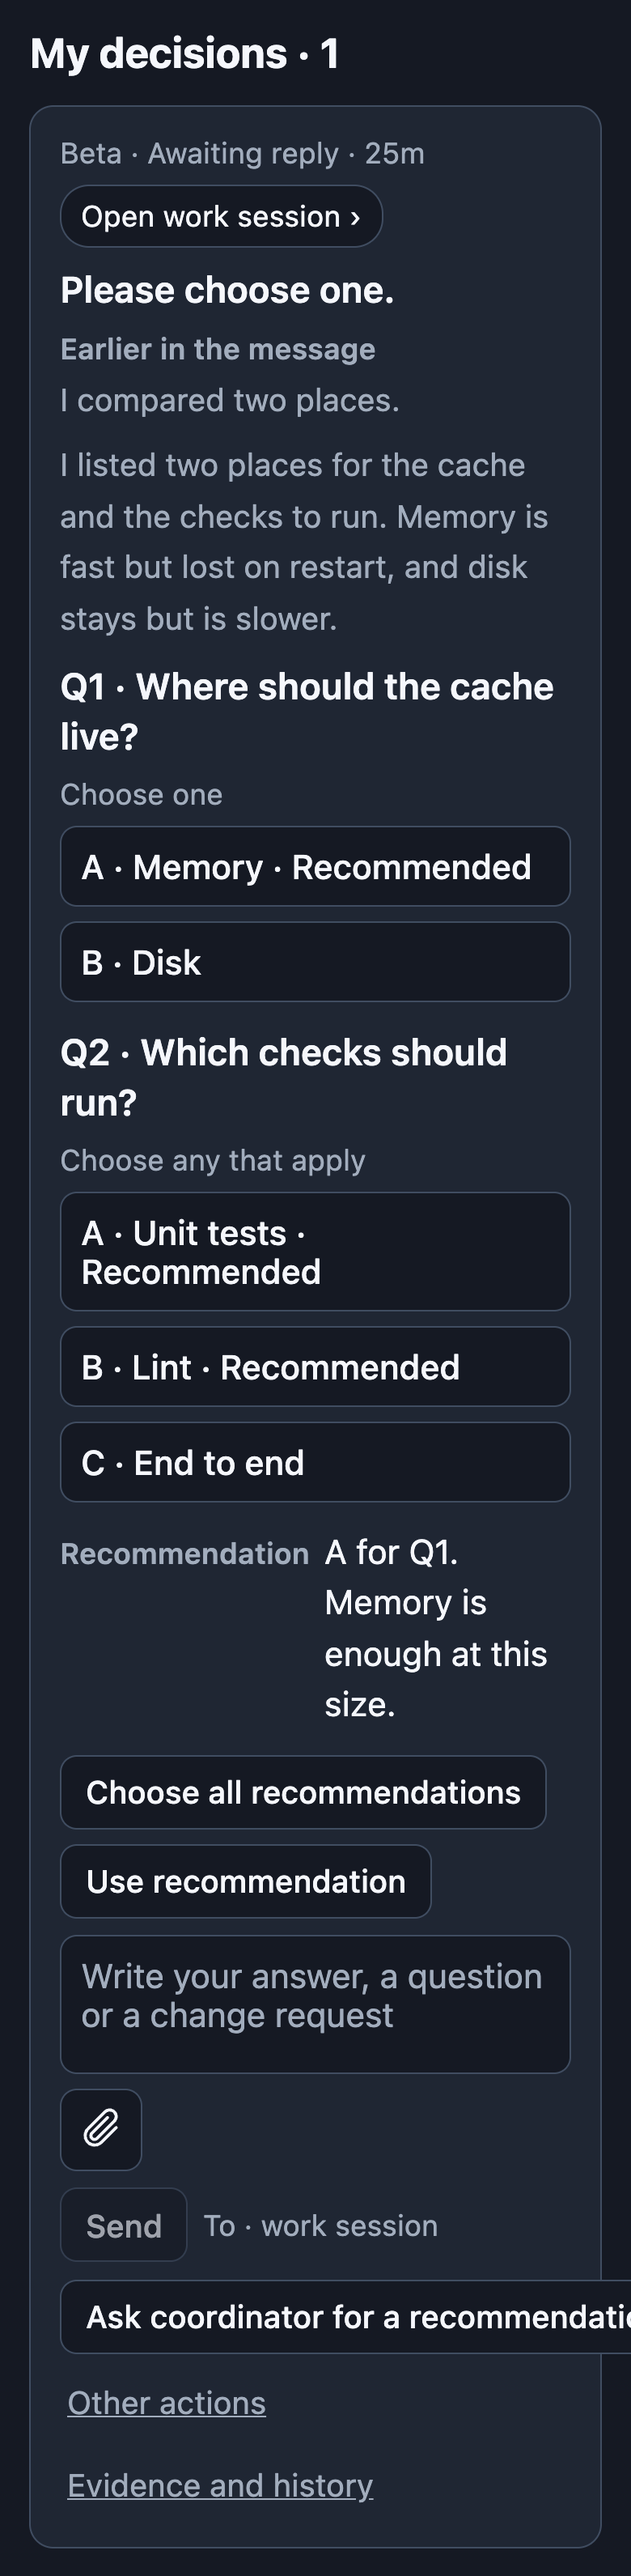 My decisions · 1
Beta · Awaiting reply · 25m
Open work session ›
Please choose one.
Earlier in the message
I compared two places.
I listed two places for the cache
and the checks to run. Memory is
fast but lost on restart, and disk
stays but is slower.
Q1 · Where should the cache
live?
Choose one
A · Memory · Recommended
B · Disk
Q2 · Which checks should
run?
Choose any that apply
A · Unit tests ·
Recommended
B · Lint · Recommended
C · End to end
Recommendation A for Q1.
Memory is
enough at this
size.
Choose all recommendations
Use recommendation
Write your answer, a question
or a change request
Send To · work session
Ask coordinator for a
Other actions
Evidence and history